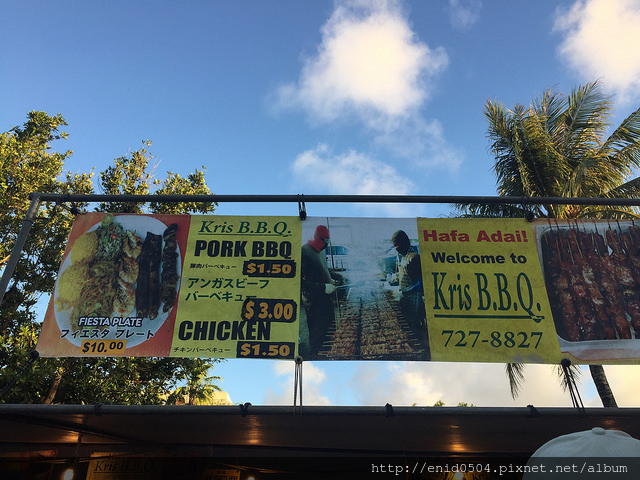 FIESTA PLATE
フィエスタ プレート
$10.00
Kris B.B.Q.
PORK BBQ
豚肉バーベキュー $1.50
アンガスビーフ
バーベキュー
$3.00
CHICKEN
チキンバーベキュー $1.50
Hafa Adai!
Welcome to
Kris B.B.Q.
727-8827
Kris B.B.Q.
http://enid0504.pixnet.net/album